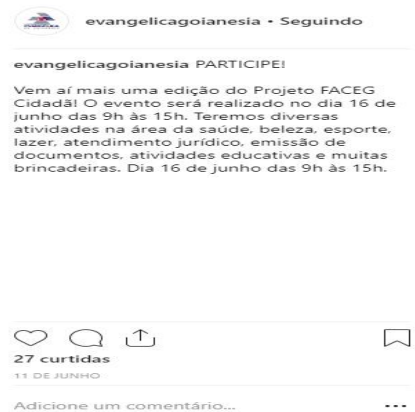 evangelicagoianesia • Seguindo
evangelicagoianesia PARTICIPE!
Vem aí mais uma edição do Projeto FACEG
Cidadã! O evento será realizado no dia 16 de
junho das 9h às 15h. Teremos diversas
atividades na área da saúde, beleza, esporte,
lazer, atendimento jurídico, emissão de
documentos, atividades educativas e muitas
brincadeiras. Dia 16 de junho das 9h às 15h.
27 curtidas
11 DE JUNHO
Adicione um comentário...